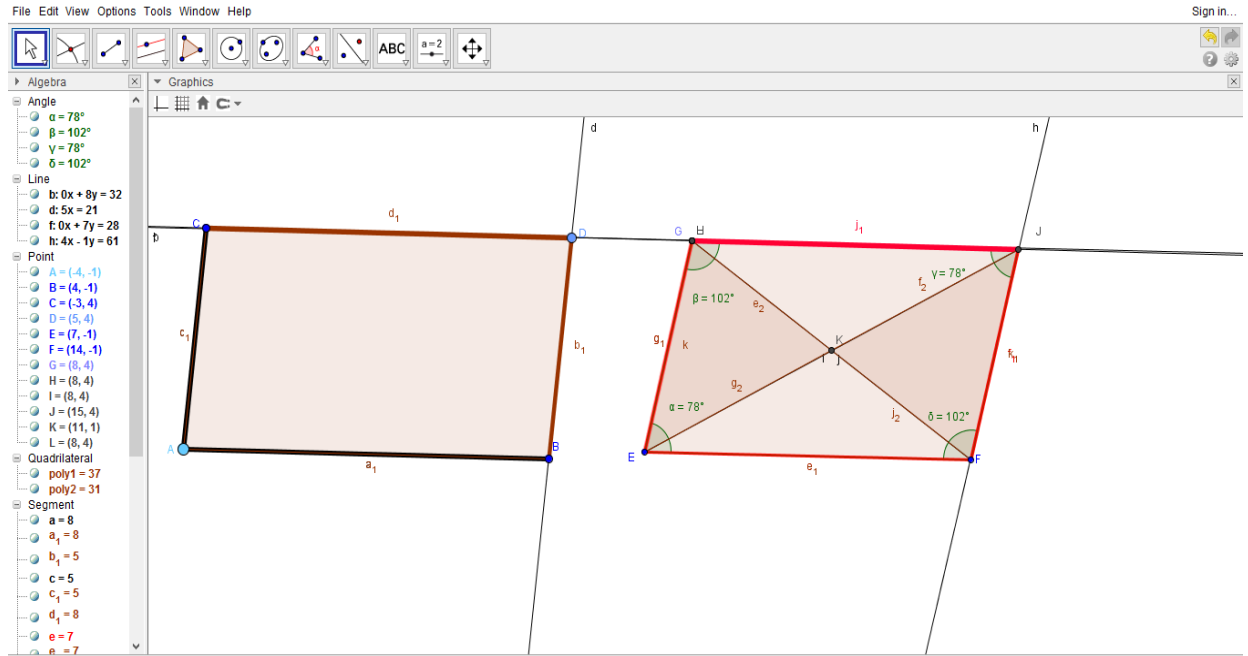 File Edit View Options Tools Window Help
Sign in...
ABC
a = 2
Algebra
Graphics
Angle
α = 78°
β = 102°
γ = 78°
δ = 102°
Line
b: 0x + 8y = 32
d: 5x = 21
f: 0x + 7y = 28
h: 4x - 1y = 61
Point
A = (-4, -1)
B = (4, -1)
C = (-3, 4)
D = (5, 4)
E = (7, -1)
F = (14, -1)
G = (8, 4)
H = (8, 4)
I = (8, 4)
J = (15, 4)
K = (11, 1)
L = (8, 4)
Quadrilateral
poly1 = 37
poly2 = 31
Segment
a = 8
a₁ = 8
b₁ = 5
c = 5
c₁ = 5
d₁ = 8
e = 7
e = 7
d
h
C
d₁
D
G
j₁
J
γ = 78°
f₂
β = 102°
e₂
c₁
b₁
g₁
k
K
j
g₂
α = 78°
j₂
δ = 102°
A
B
a₁
E
e₁
F